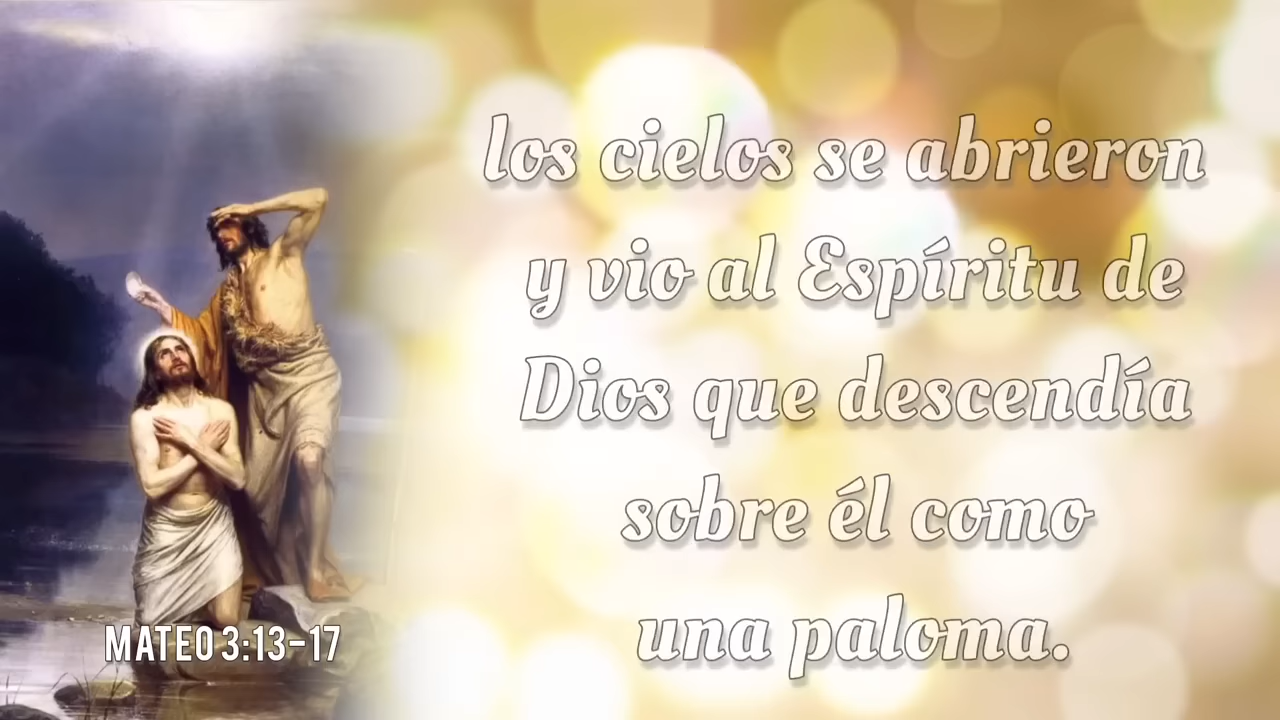 los cielos se abrieron
y vio al Espíritu de
Dios que descendía
sobre él como
una paloma.
MATEO 3:13-17